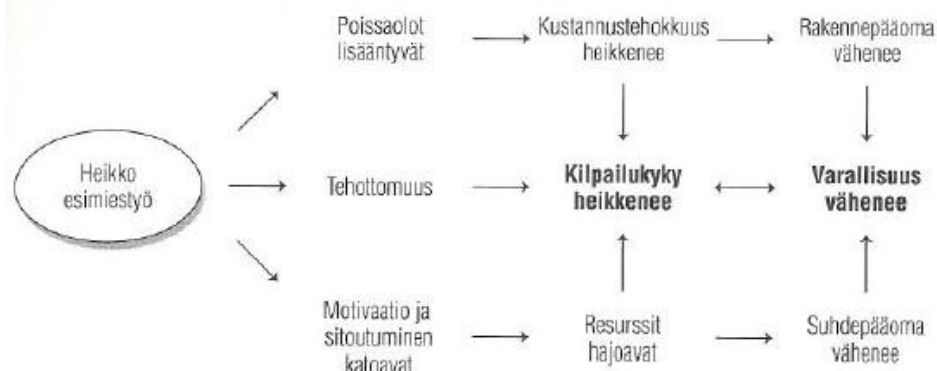 Poissaolot
lisääntyvät
Kustannustehokkuus
heikkenee
Rakennepääoma
vähenee
Heikko
esimiestyö
Tehottomuus
Kilpailukyky
heikkenee
Varallisuus
vähenee
Motivaatio ja
sitoutuminen
katoavat
Resurssit
hajoavat
Suhdepääoma
vähenee